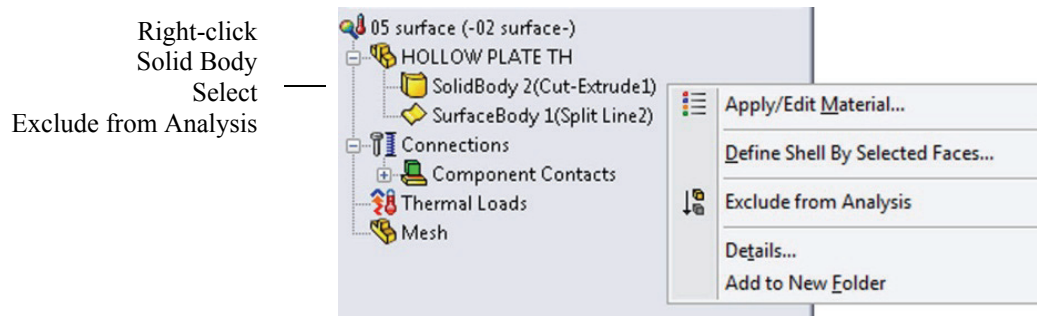 Right-click
Solid Body
Select
Exclude from Analysis
05 surface (-02 surface-)
HOLLOW PLATE TH
SolidBody 2(Cut-Extrude1)
SurfaceBody 1(Split Line2)
Connections
Component Contacts
Thermal Loads
Mesh
Apply/Edit Material...
Define Shell By Selected Faces...
Exclude from Analysis
Details...
Add to New Folder